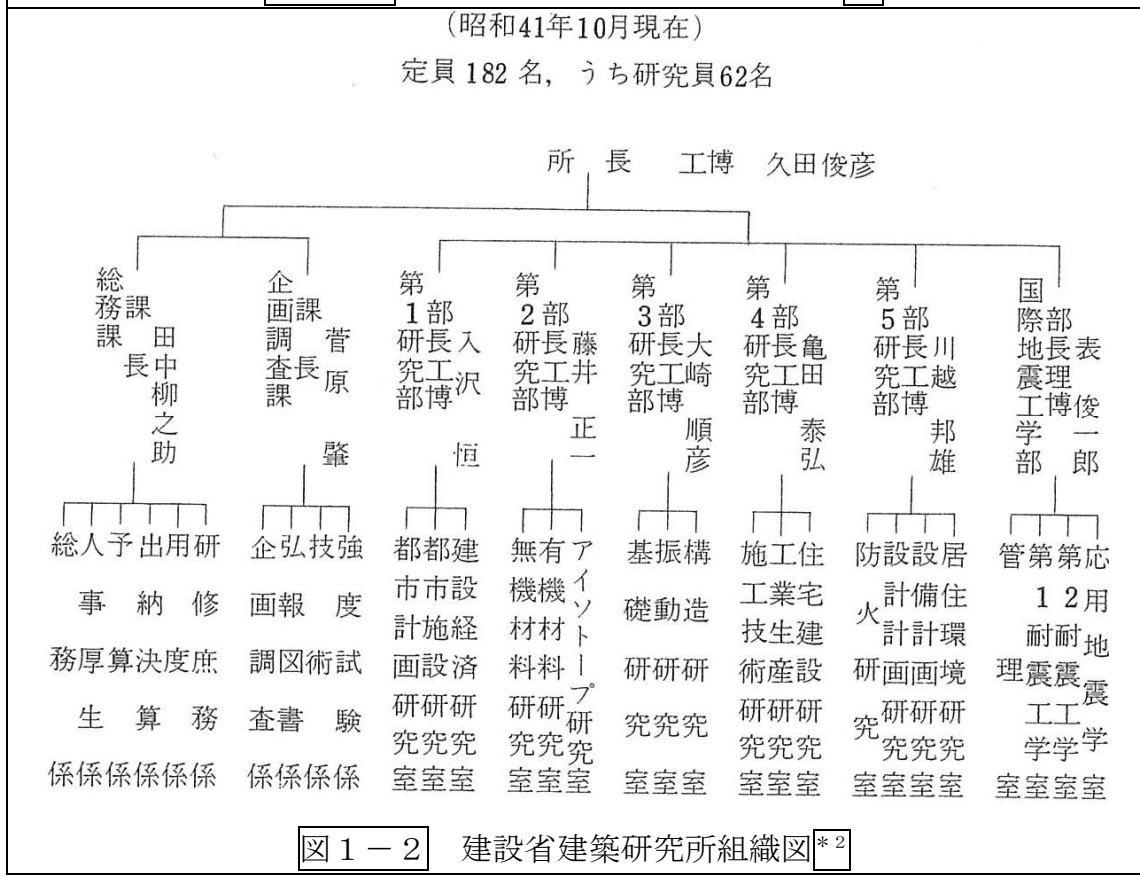 (昭和41年10月現在)
定員 182 名, うち研究員62名
所 長 工博 久田俊彦
総務課
課長
田中柳之助
企画調査課
課長
菅原 肇
第1研究部
部長工博
入沢 恒
第2研究部
部長工博
藤井 正一
第3研究部
部長工博
大崎 順彦
第4研究部
部長工博
亀田 泰弘
第5研究部
部長工博
川越 邦雄
国際地震工学部
部長理博
表 俊一郎
総務係
人事厚生係
予算係
出納決算係
用度係
研修庶務係
企画調査係
弘報図書係
技術係
強度試験係
都市計画研究室
都市施設研究室
建設経済研究室
無機材料研究室
有機材料研究室
アイソトープ研究室
基礎研究室
振動研究室
構造研究室
施工技術研究室
工業生産研究室
住宅建設研究室
防火研究室
設計計画研究室
設備計画研究室
居住環境研究室
管理室
第1耐震工学室
第2耐震工学室
応用地震学室
図1-2 建設省建築研究所組織図*2